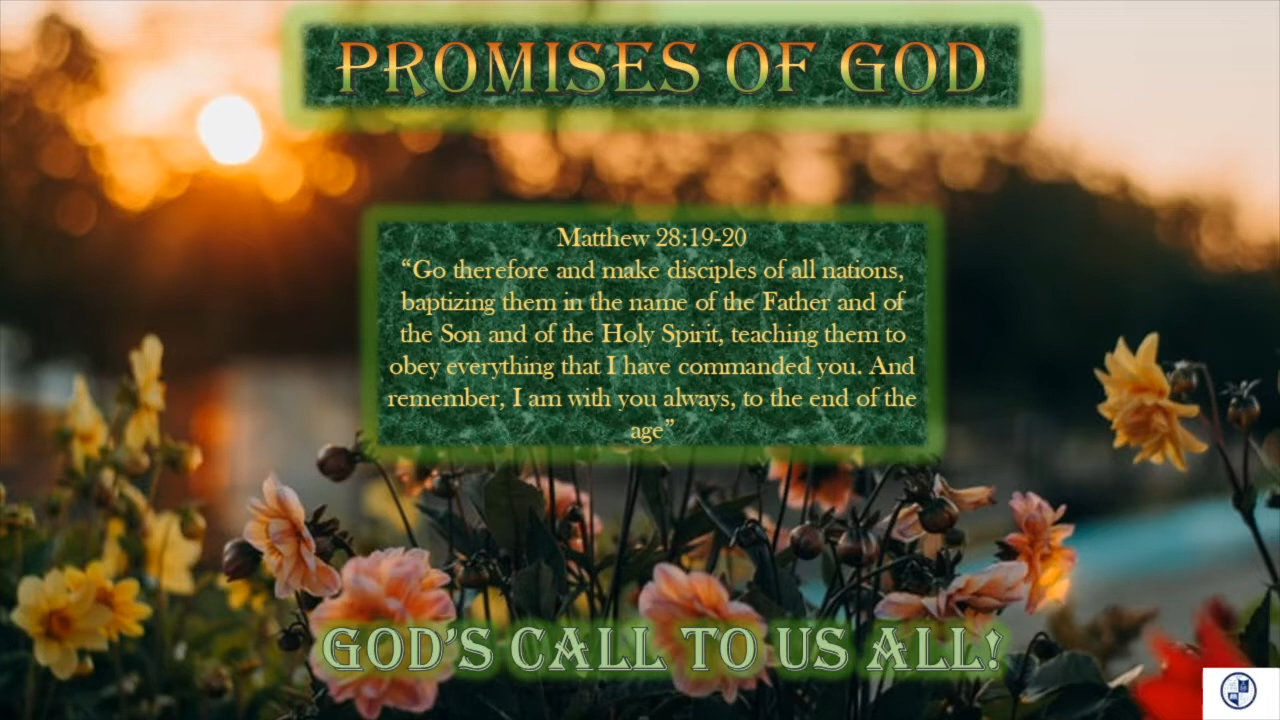 PROMISES OF GOD
Matthew 28:19-20
“Go therefore and make disciples of all nations,
baptizing them in the name of the Father and of
the Son and of the Holy Spirit, teaching them to
obey everything that I have commanded you. And
remember, I am with you always, to the end of the
age”
GOD’S CALL TO US ALL!